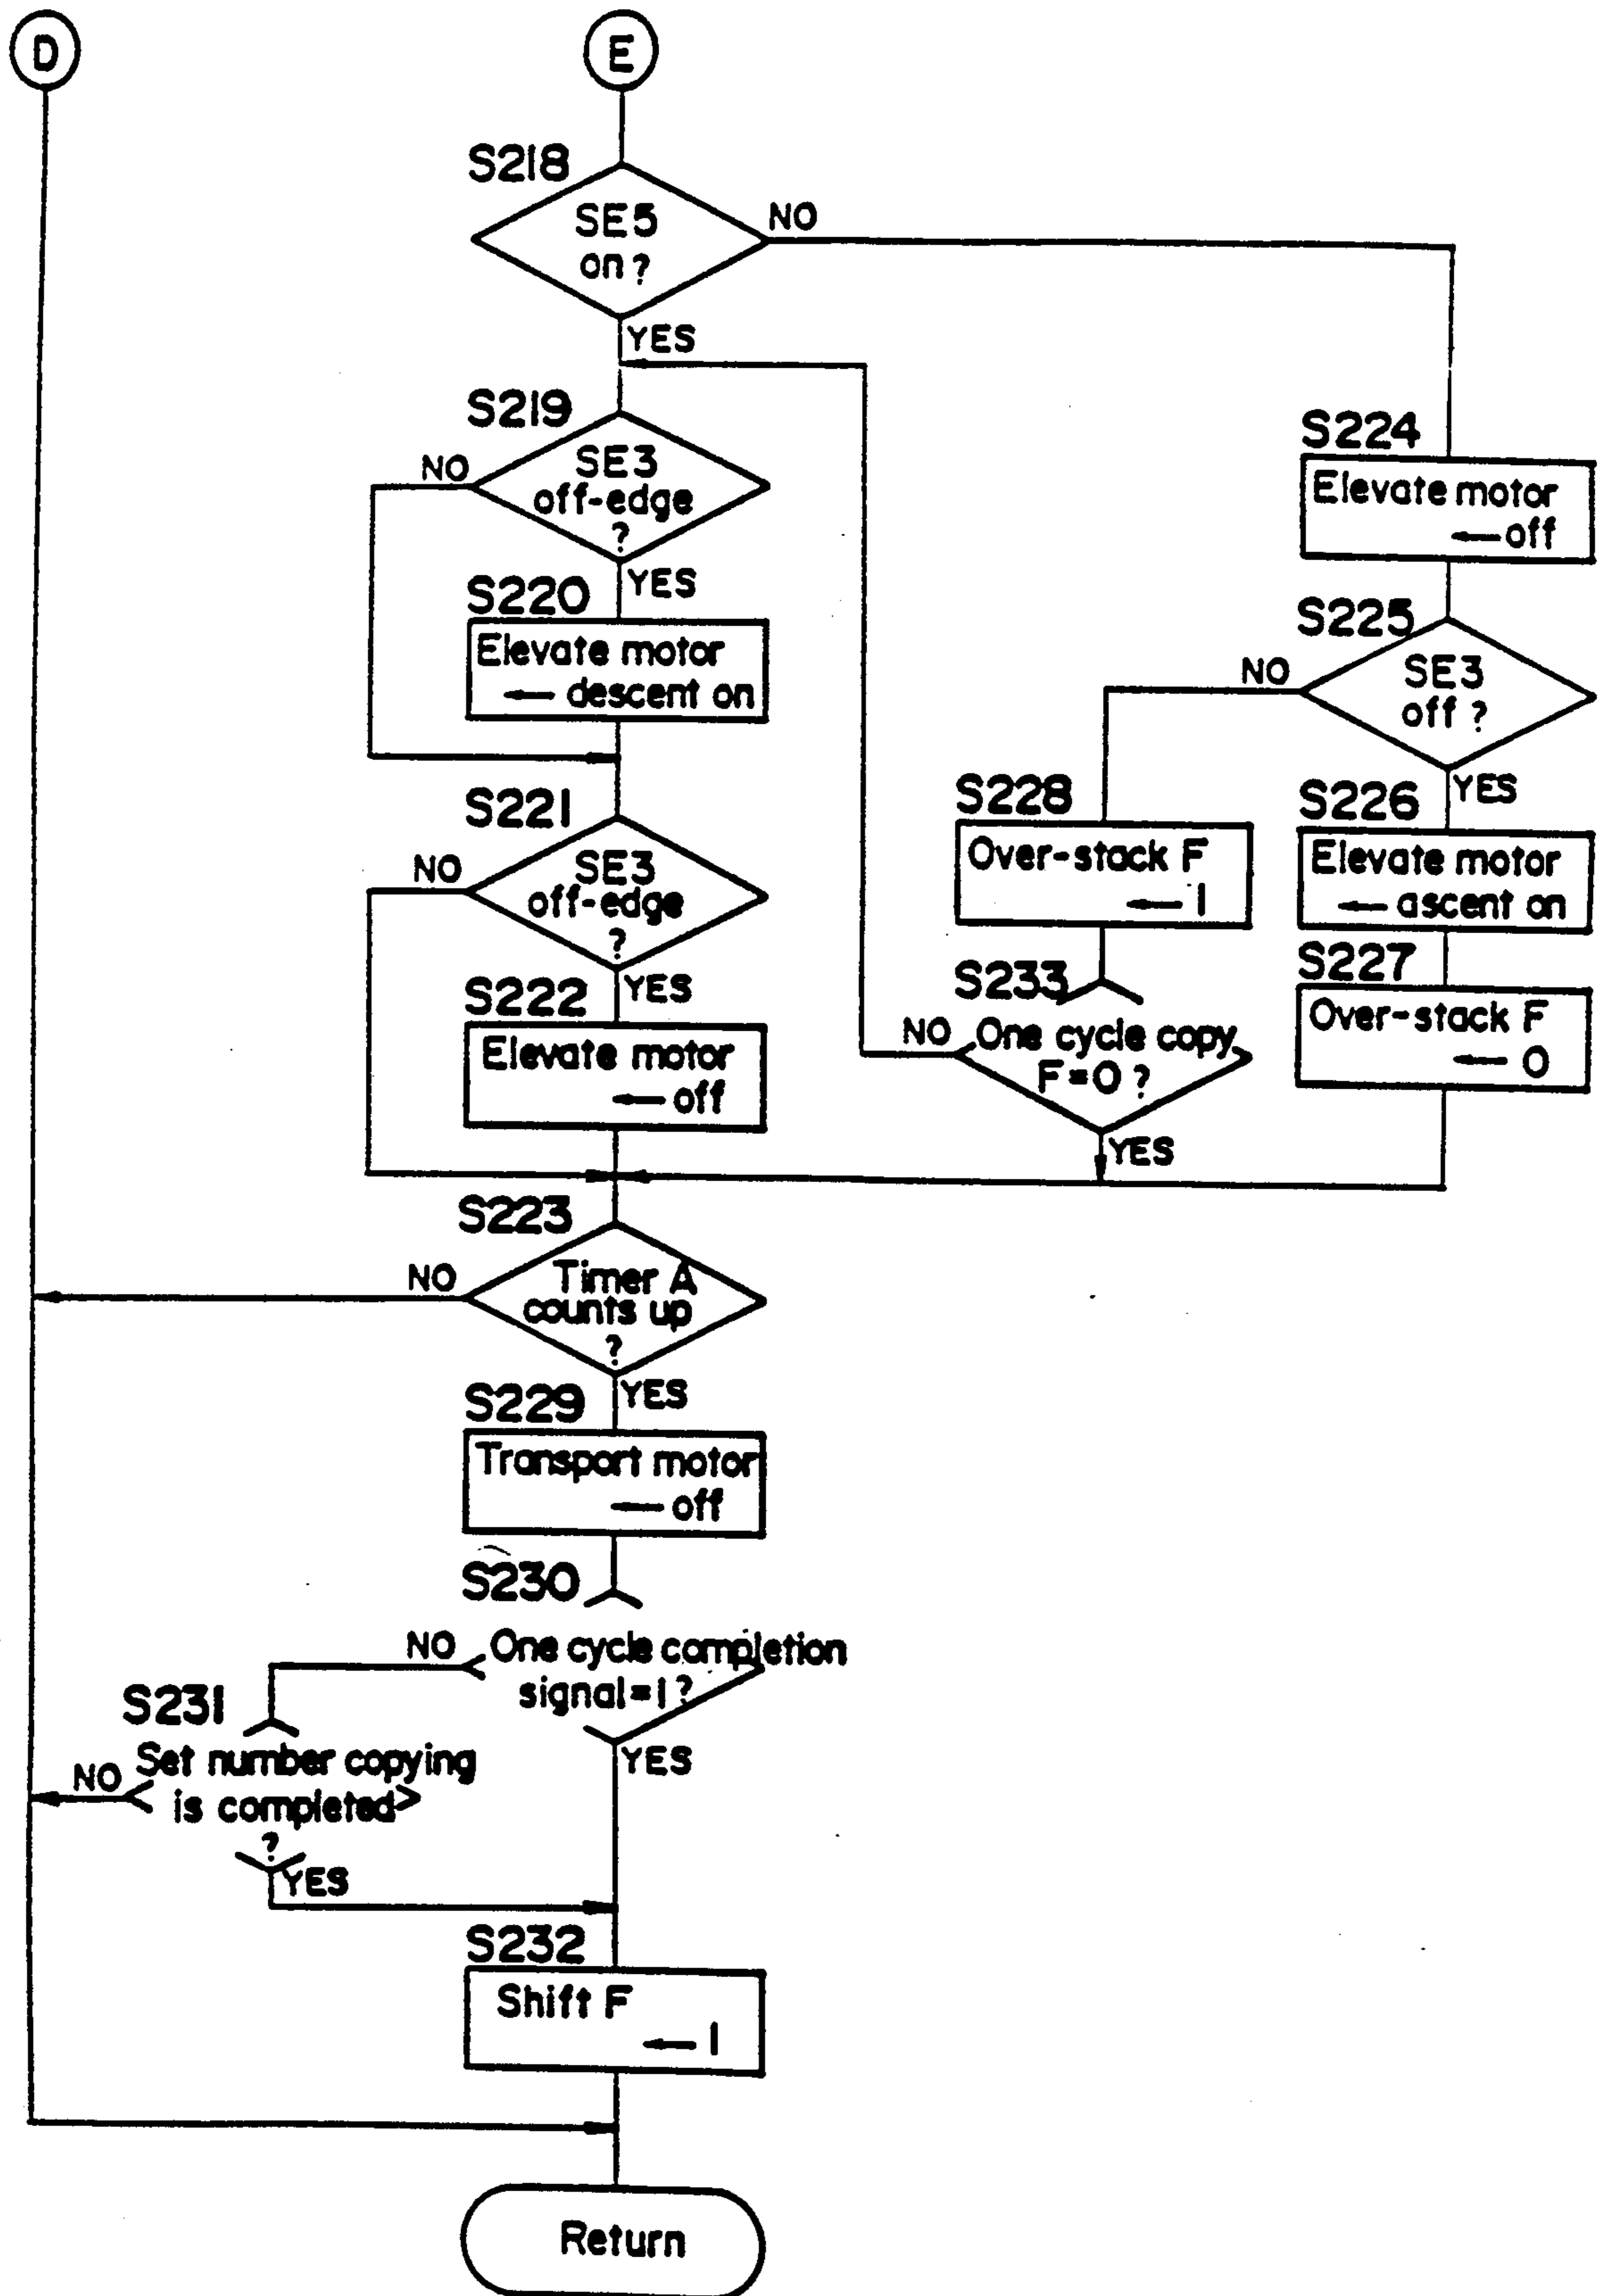 D
E
S218
SE5
on?
NO
YES
S219
SE3
off-edge
?
NO
YES
S220
Elevate motor
← descent on
S221
SE3
off-edge
?
NO
YES
S222
Elevate motor
← off
S223
Timer A
counts up
?
NO
YES
S224
Elevate motor
← off
S225
SE3
off?
NO
YES
S226
Elevate motor
← ascent on
S227
Over-stack F
← 0
S228
Over-stack F
← 1
S233
One cycle copy
F=0?
NO
YES
S229
Transport motor
← off
S230
One cycle completion
signal=1?
NO
YES
S231
Set number copying
is completed
?
NO
YES
S232
Shift F
← 1
Return